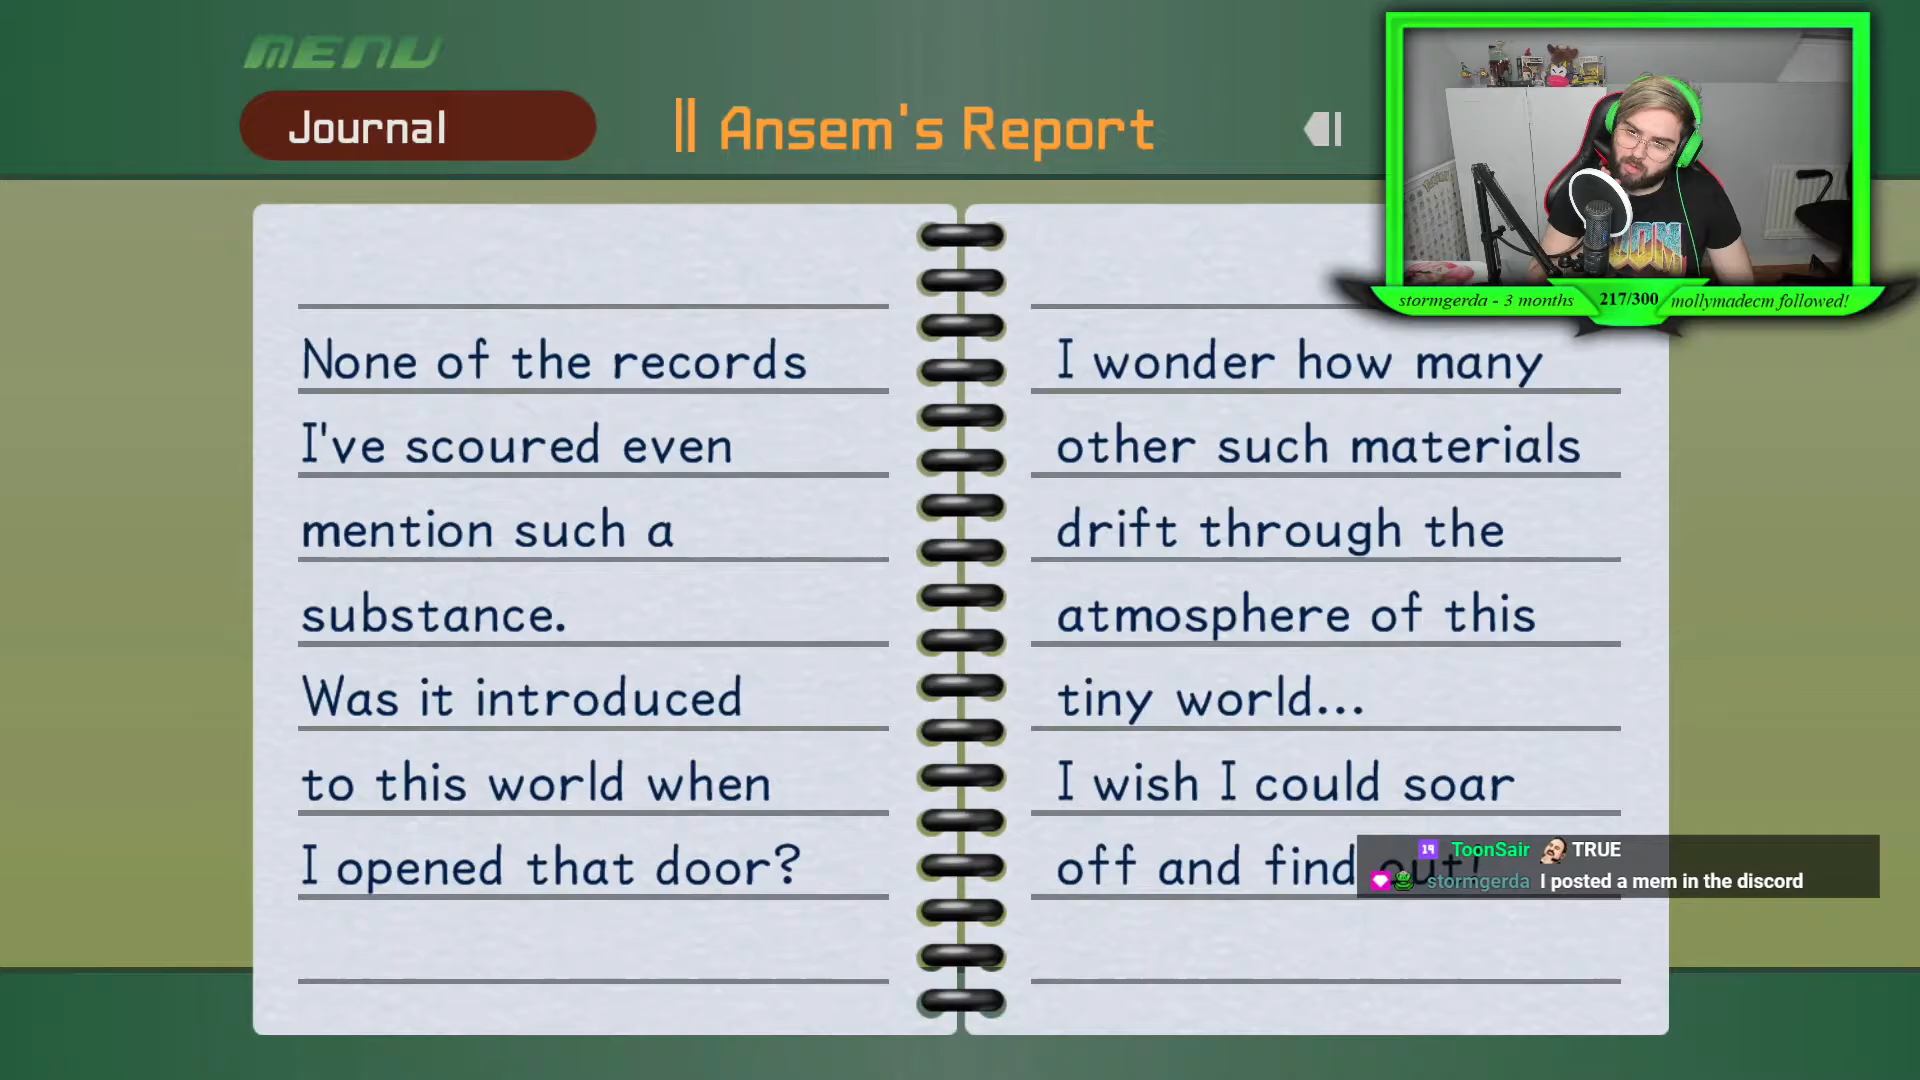 MENU
Journal
Ansem's Report
None of the records
I've scoured even
mention such a
substance.
Was it introduced
to this world when
I opened that door?
I wonder how many
other such materials
drift through the
atmosphere of this
tiny world...
I wish I could soar
off and find out!
stormgerda - 3 months
217/300
mollymadecm followed!
19 ToonSair TRUE
stormgerda I posted a mem in the discord